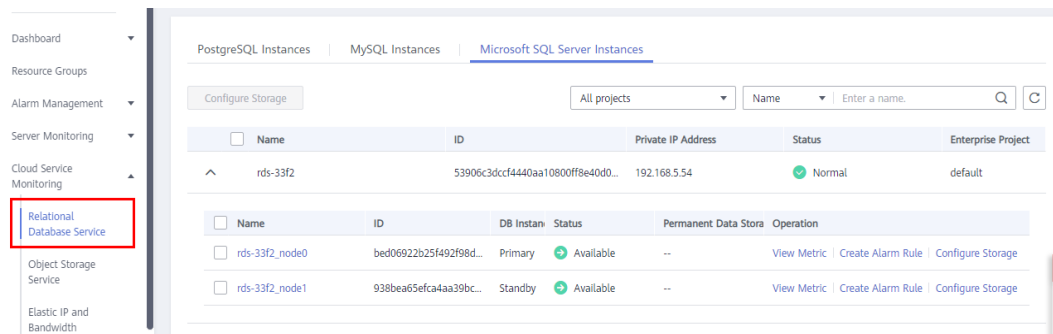 Dashboard
Resource Groups
Alarm Management
Server Monitoring
Cloud Service
Monitoring
Relational
Database Service
Object Storage
Service
Elastic IP and
Bandwidth
PostgreSQL Instances MySQL Instances Microsoft SQL Server Instances
Configure Storage All projects Name Enter a name.
Name ID Private IP Address Status Enterprise Project
rds-33f2 53906c3dccf4440aa10800ff8e40d0... 192.168.5.54 Normal default
Name ID DB Instan Status Permanent Data Stora Operation
rds-33f2_node0 bed06922b25f492f98d... Primary Available -- View Metric Create Alarm Rule Configure Storage
rds-33f2_node1 938bea65efca4aa39bc... Standby Available -- View Metric Create Alarm Rule Configure Storage